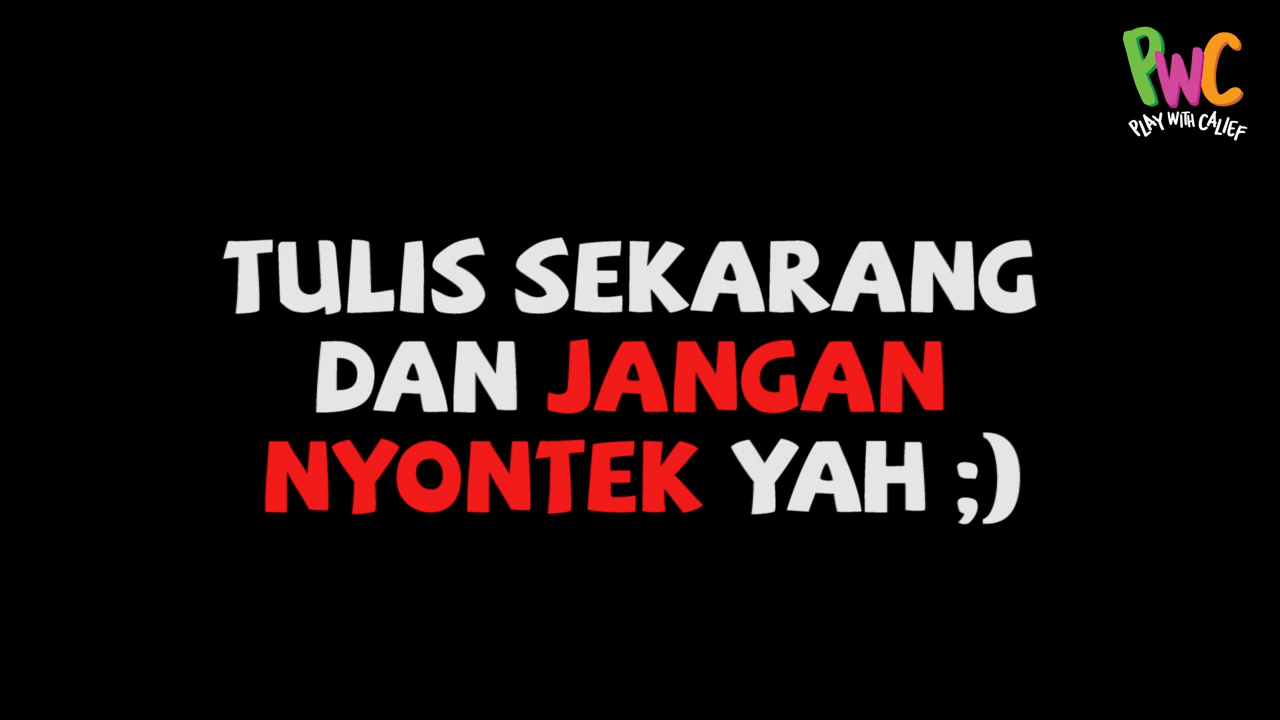 PWC
PLAY WITH CALIEF
TULIS SEKARANG
DAN JANGAN
NYONTEK YAH ;)